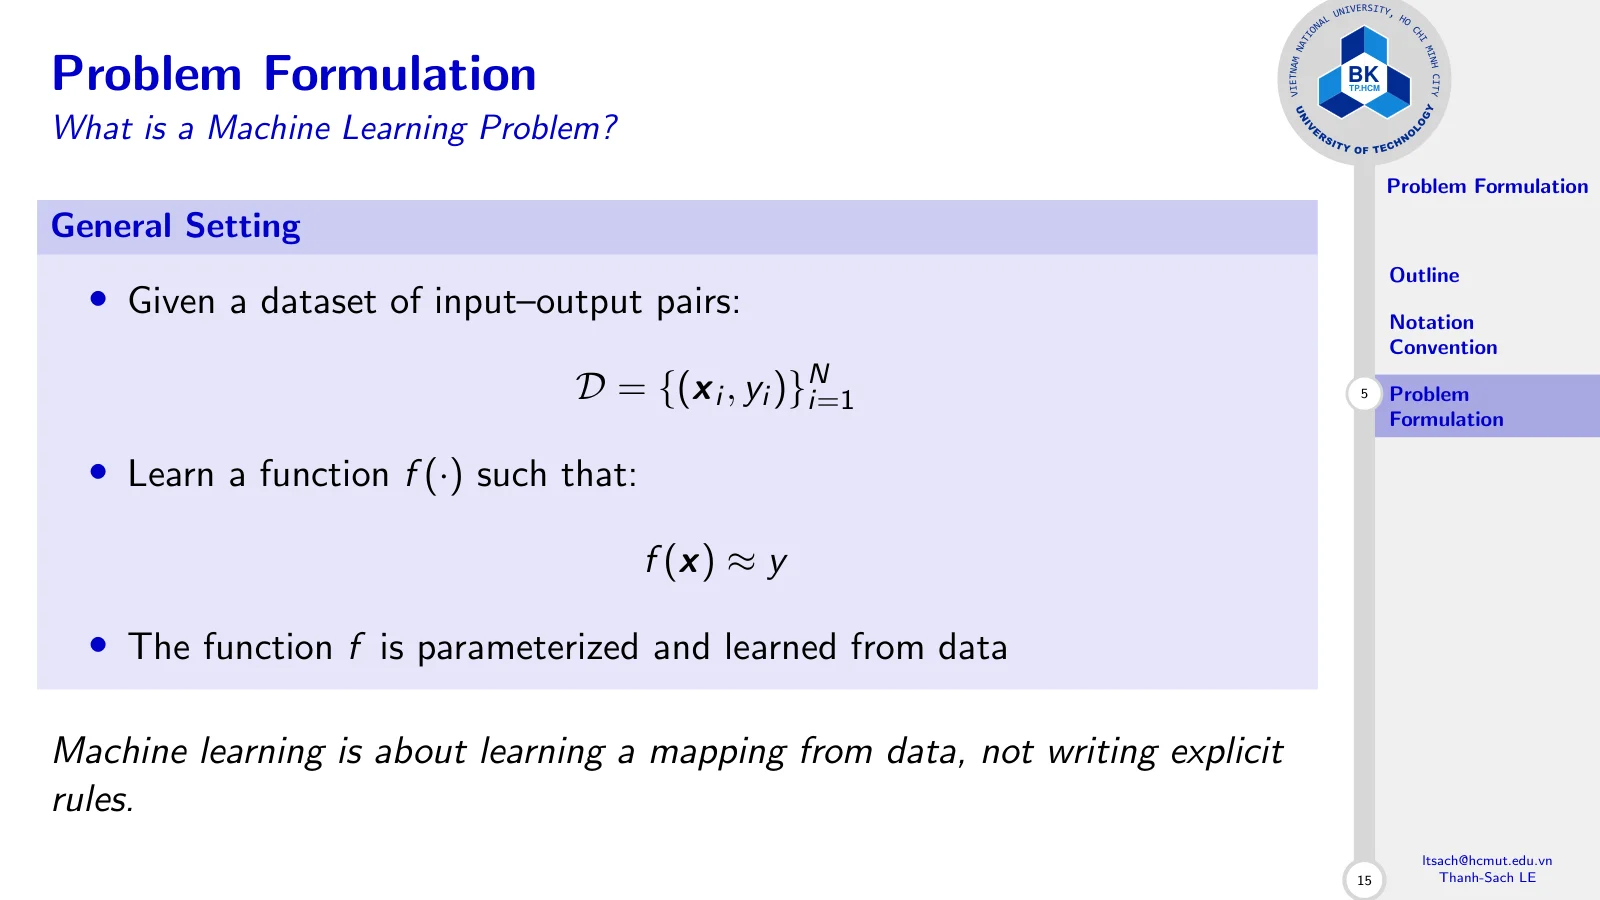 Problem Formulation
What is a Machine Learning Problem?
General Setting
• Given a dataset of input–output pairs:
𝒟 = {(𝒙ᵢ, yᵢ)}ᴺᵢ₌₁
• Learn a function f(·) such that:
f(𝒙) ≈ y
• The function f is parameterized and learned from data
Machine learning is about learning a mapping from data, not writing explicit
rules.
VIETNAM NATIONAL UNIVERSITY, HO CHI MINH CITY
BK
TP.HCM
UNIVERSITY OF TECHNOLOGY
Problem Formulation
Outline
Notation
Convention
5
Problem
Formulation
15
ltsach@hcmut.edu.vn
Thanh-Sach LE